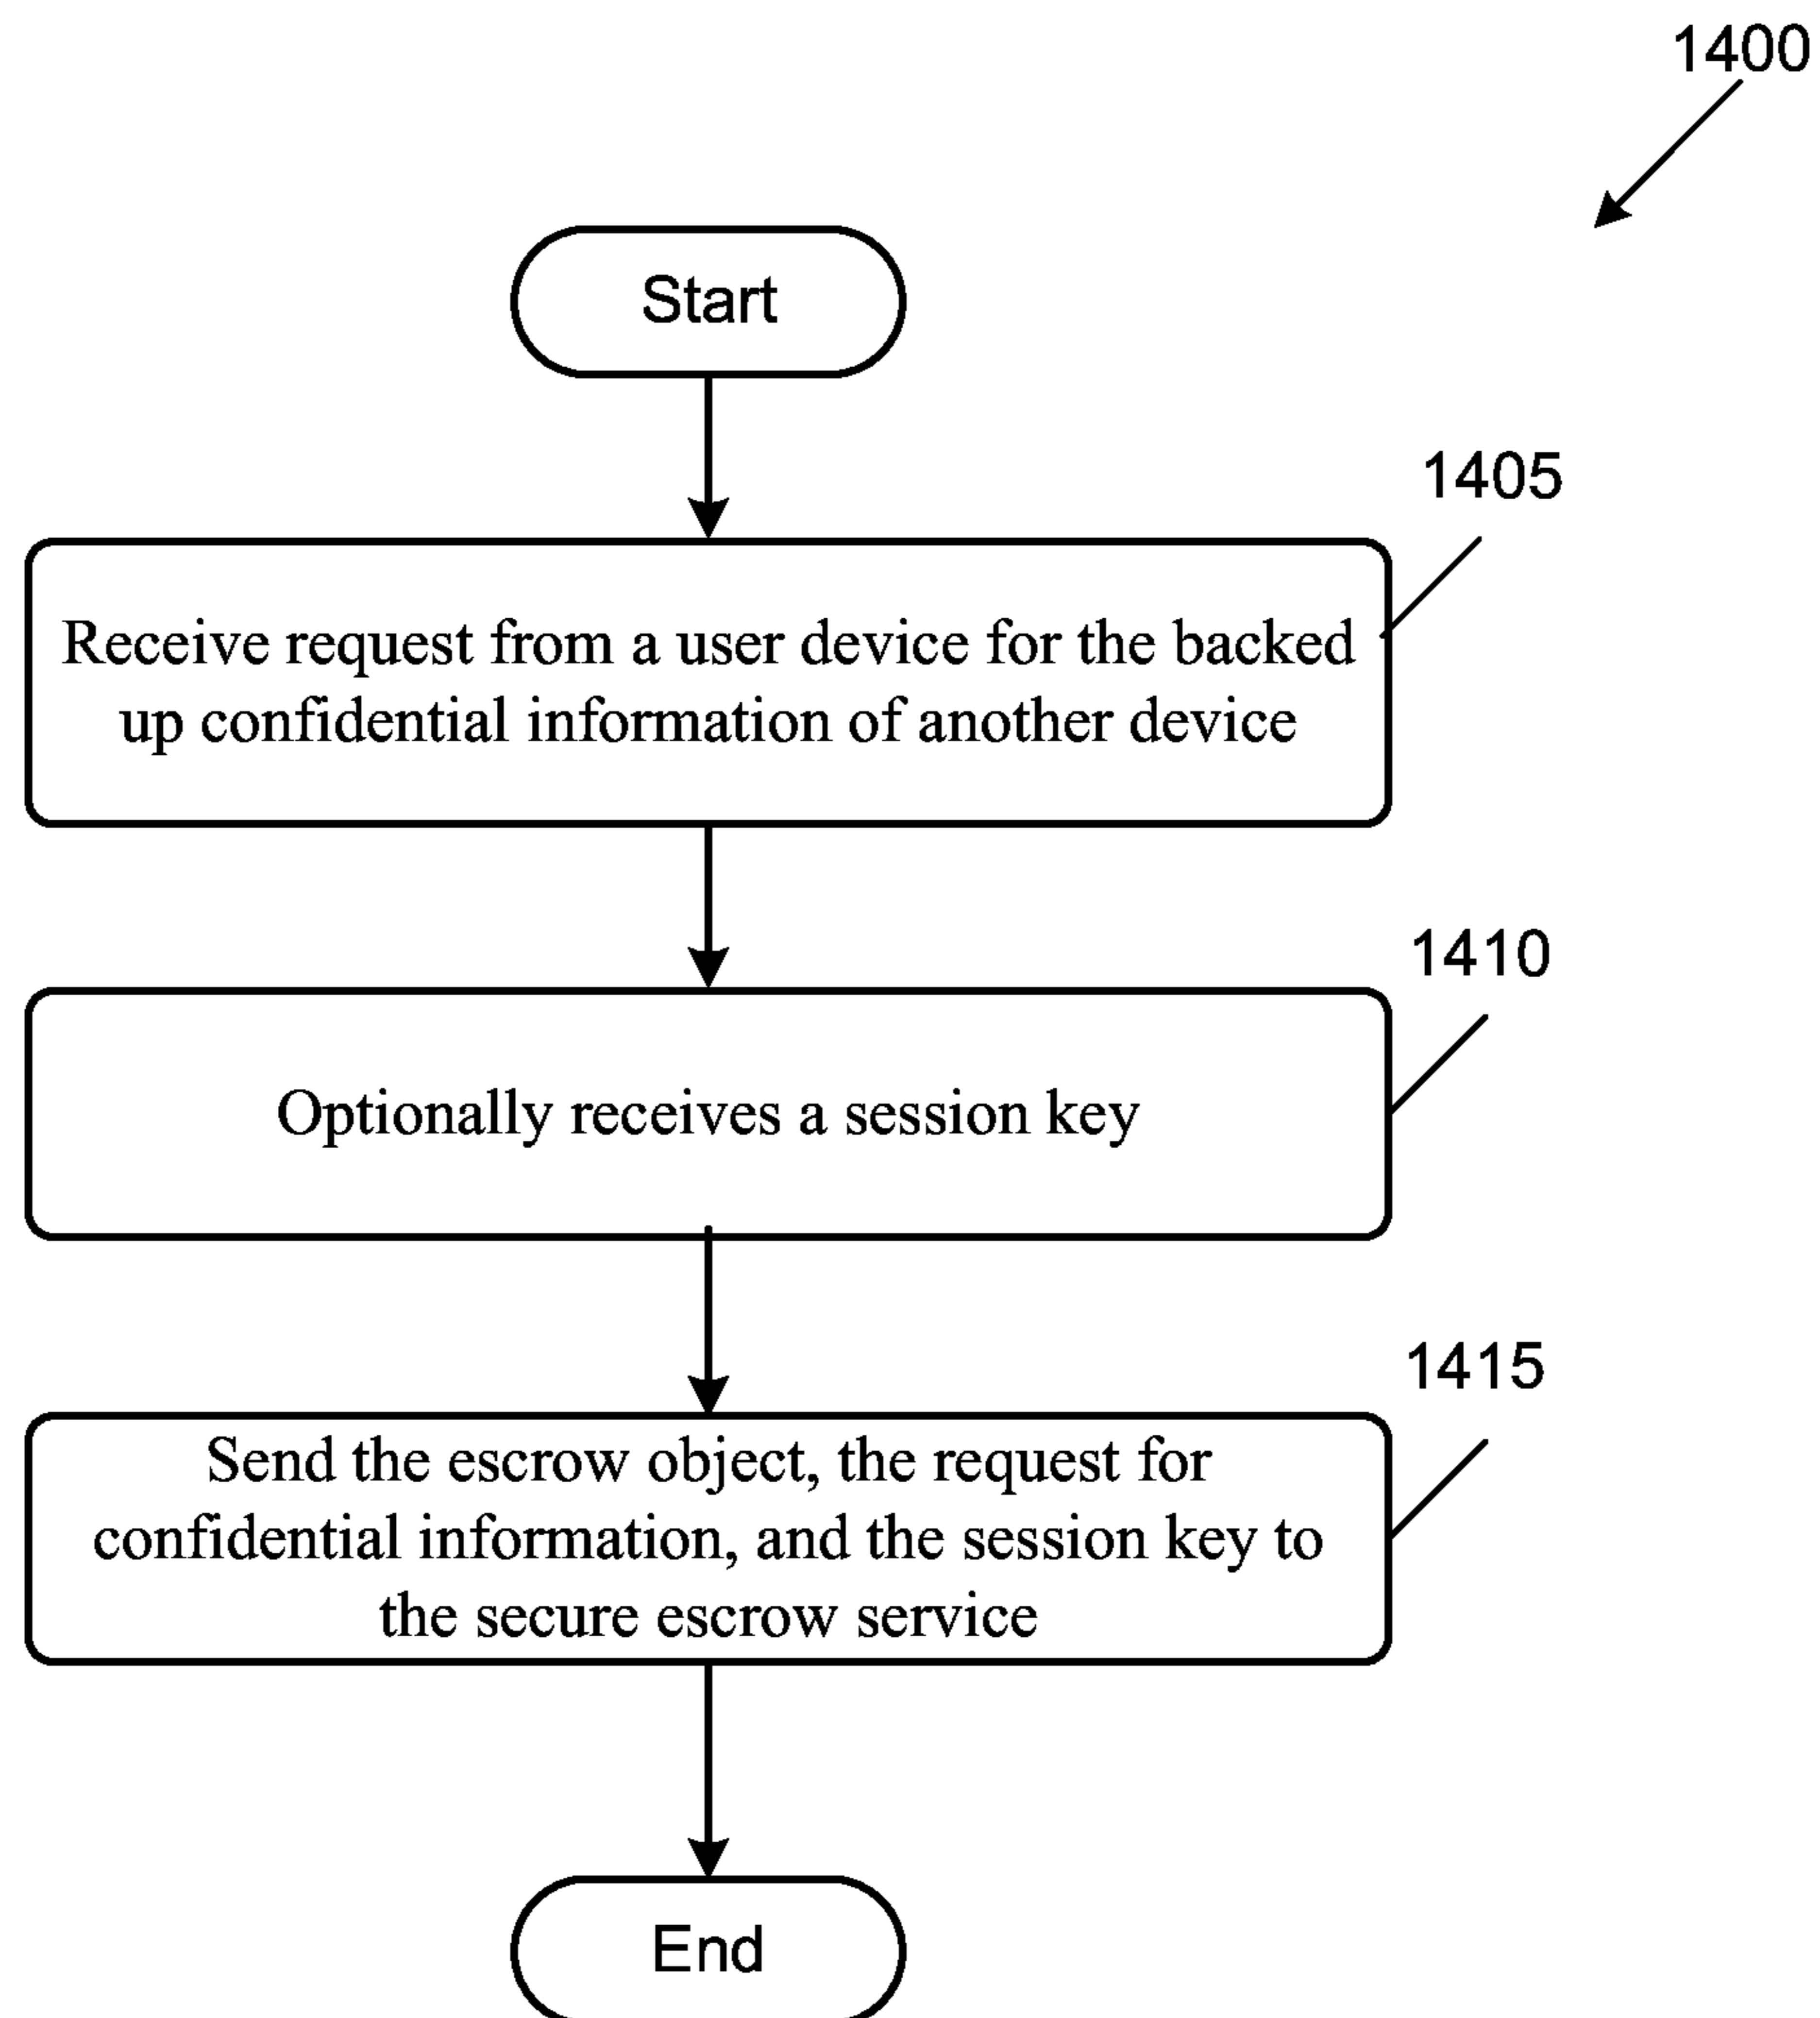 1400
Start
1405
Receive request from a user device for the backed
up confidential information of another device
1410
Optionally receives a session key
1415
Send the escrow object, the request for
confidential information, and the session key to
the secure escrow service
End